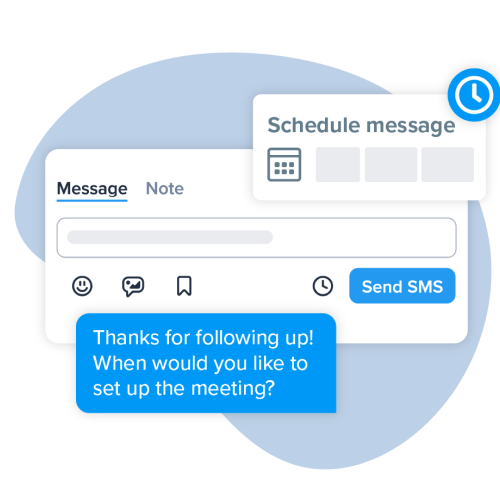 Schedule message
Message Note
Send SMS
Thanks for following up!
When would you like to
set up the meeting?